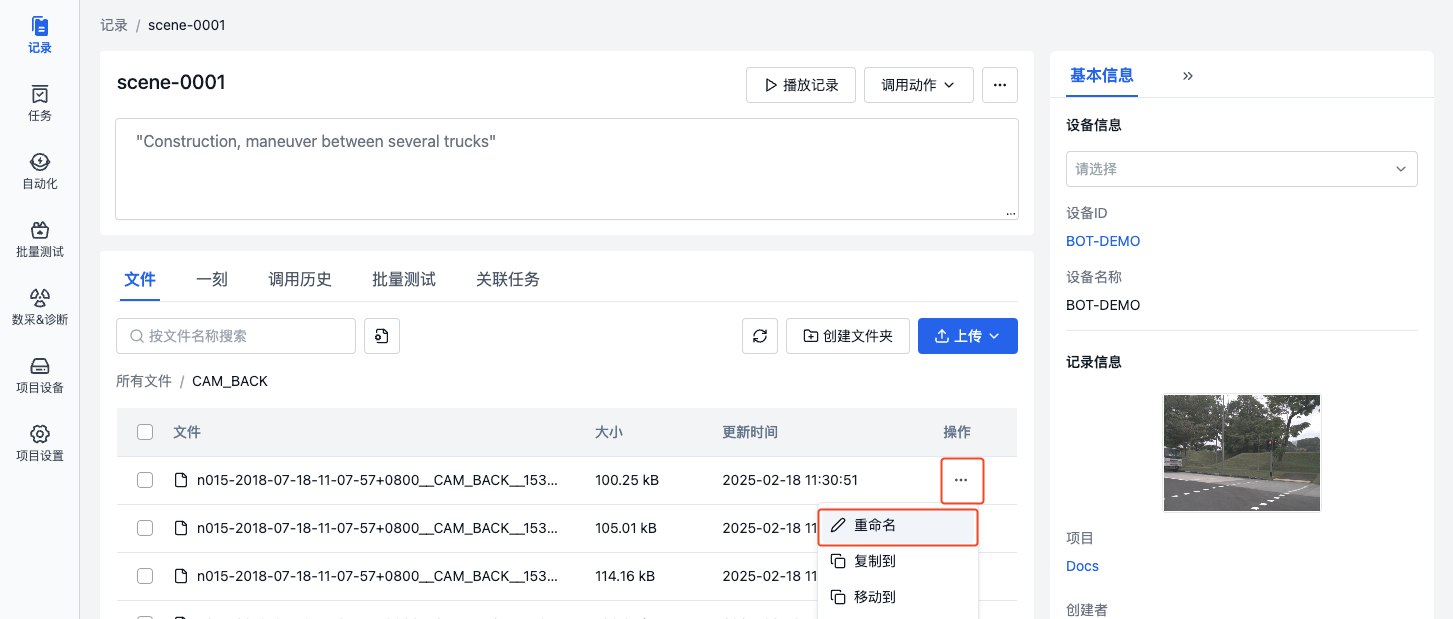 记录
任务
自动化
批量测试
数采&诊断
项目设备
项目设置
记录 / scene-0001
scene-0001
播放记录
调用动作
...
"Construction, maneuver between several trucks"
...
文件 一刻 调用历史 批量测试 关联任务
按文件名称搜索
创建文件夹
上传
所有文件 / CAM_BACK
文件 大小 更新时间 操作
n015-2018-07-18-11-07-57+0800__CAM_BACK__153... 100.25 kB 2025-02-18 11:30:51 ...
n015-2018-07-18-11-07-57+0800__CAM_BACK__153... 105.01 kB 2025-02-18 11
n015-2018-07-18-11-07-57+0800__CAM_BACK__153... 114.16 kB 2025-02-18 11
重命名
复制到
移动到
基本信息
设备信息
请选择
设备ID
BOT-DEMO
设备名称
BOT-DEMO
记录信息
项目
Docs
创建者